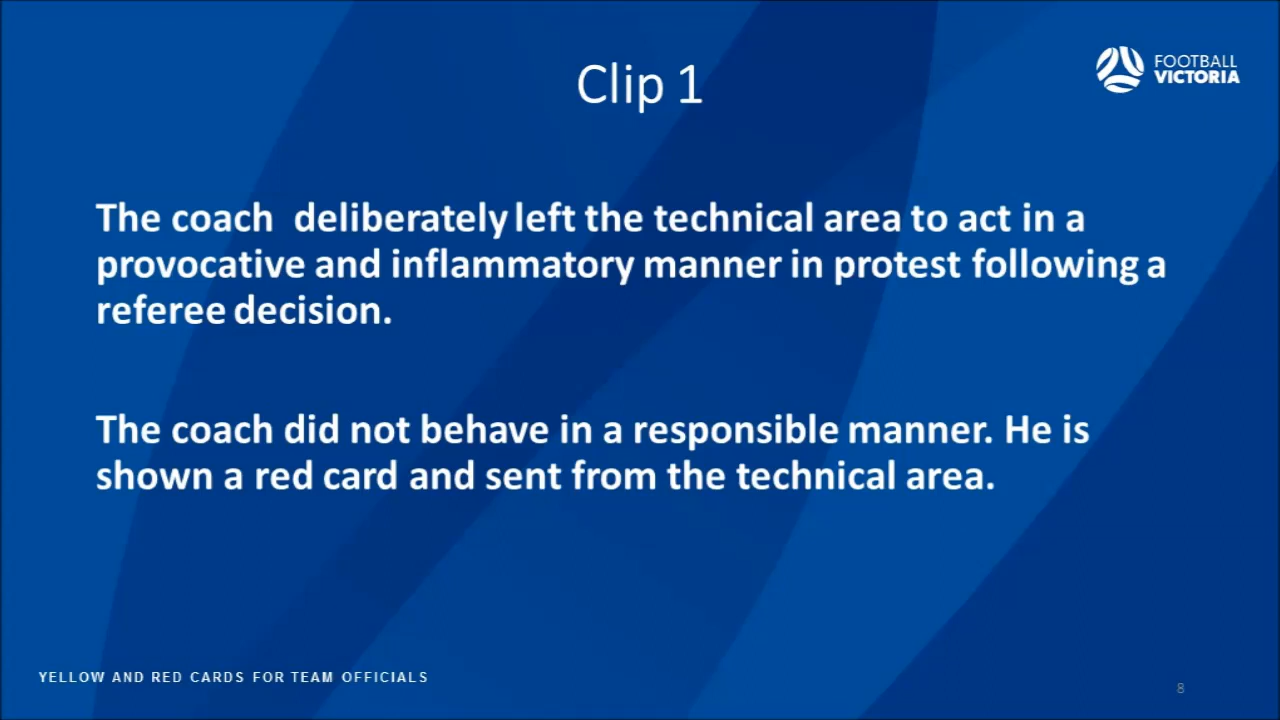 Clip 1
FOOTBALL
VICTORIA
The coach deliberately left the technical area to act in a
provocative and inflammatory manner in protest following a
referee decision.
The coach did not behave in a responsible manner. He is
shown a red card and sent from the technical area.
YELLOW AND RED CARDS FOR TEAM OFFICIALS
8